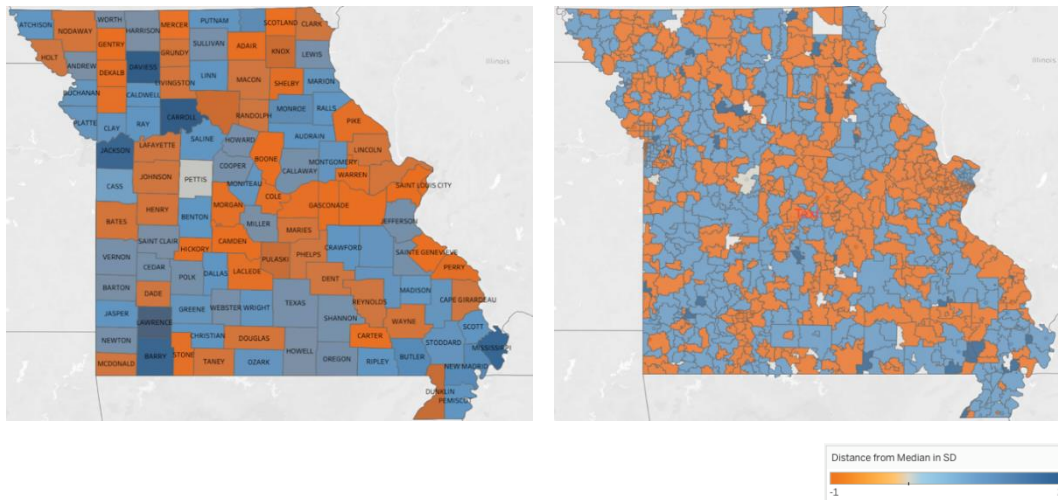 ATCHISON
NODAWAY
WORTH
HARRISON
MERCER
PUTNAM
SCOTLAND
CLARK
GENTRY
SULLIVAN
ADAIR
KNOX
LEWIS
HOLT
ANDREW
DEKALB
DAVIESS
GRUNDY
LIVINGSTON
LINN
MACON
SHELBY
MARION
BUCHANAN
CALDWELL
Illinois
PLATTE
CLAY
RAY
CARROLL
RANDOLPH
MONROE
RALLS
PIKE
SALINE
HOWARD
AUDRAIN
JACKSON
LAFAYETTE
BOONE
LINCOLN
COOPER
CALLAWAY
MONTGOMERY
WARREN
JOHNSON
PETTIS
MONITEAU
SAINT LOUIS CITY
CASS
COLE
GASCONADE
HENRY
MORGAN
BENTON
MILLER
JEFFERSON
BATES
MARIES
SAINT CLAIR
HICKORY
CAMDEN
CRAWFORD
SAINTE GENEVIEVE
VERNON
PULASKI
PHELPS
PERRY
CEDAR
POLK
DALLAS
LACLEDE
DENT
BARTON
MADISON
CAPE GIRARDEAU
DADE
TEXAS
REYNOLDS
JASPER
GREENE
WEBSTER
WRIGHT
SHANNON
WAYNE
SCOTT
LAWRENCE
NEWTON
CHRISTIAN
DOUGLAS
CARTER
STODDARD
MISSISSIPPI
MCDONALD
BARRY
STONE
TANEY
OZARK
HOWELL
OREGON
RIPLEY
BUTLER
NEW MADRID
DUNKLIN
PEMISCOT
Illinois
Distance from Median in SD
-1